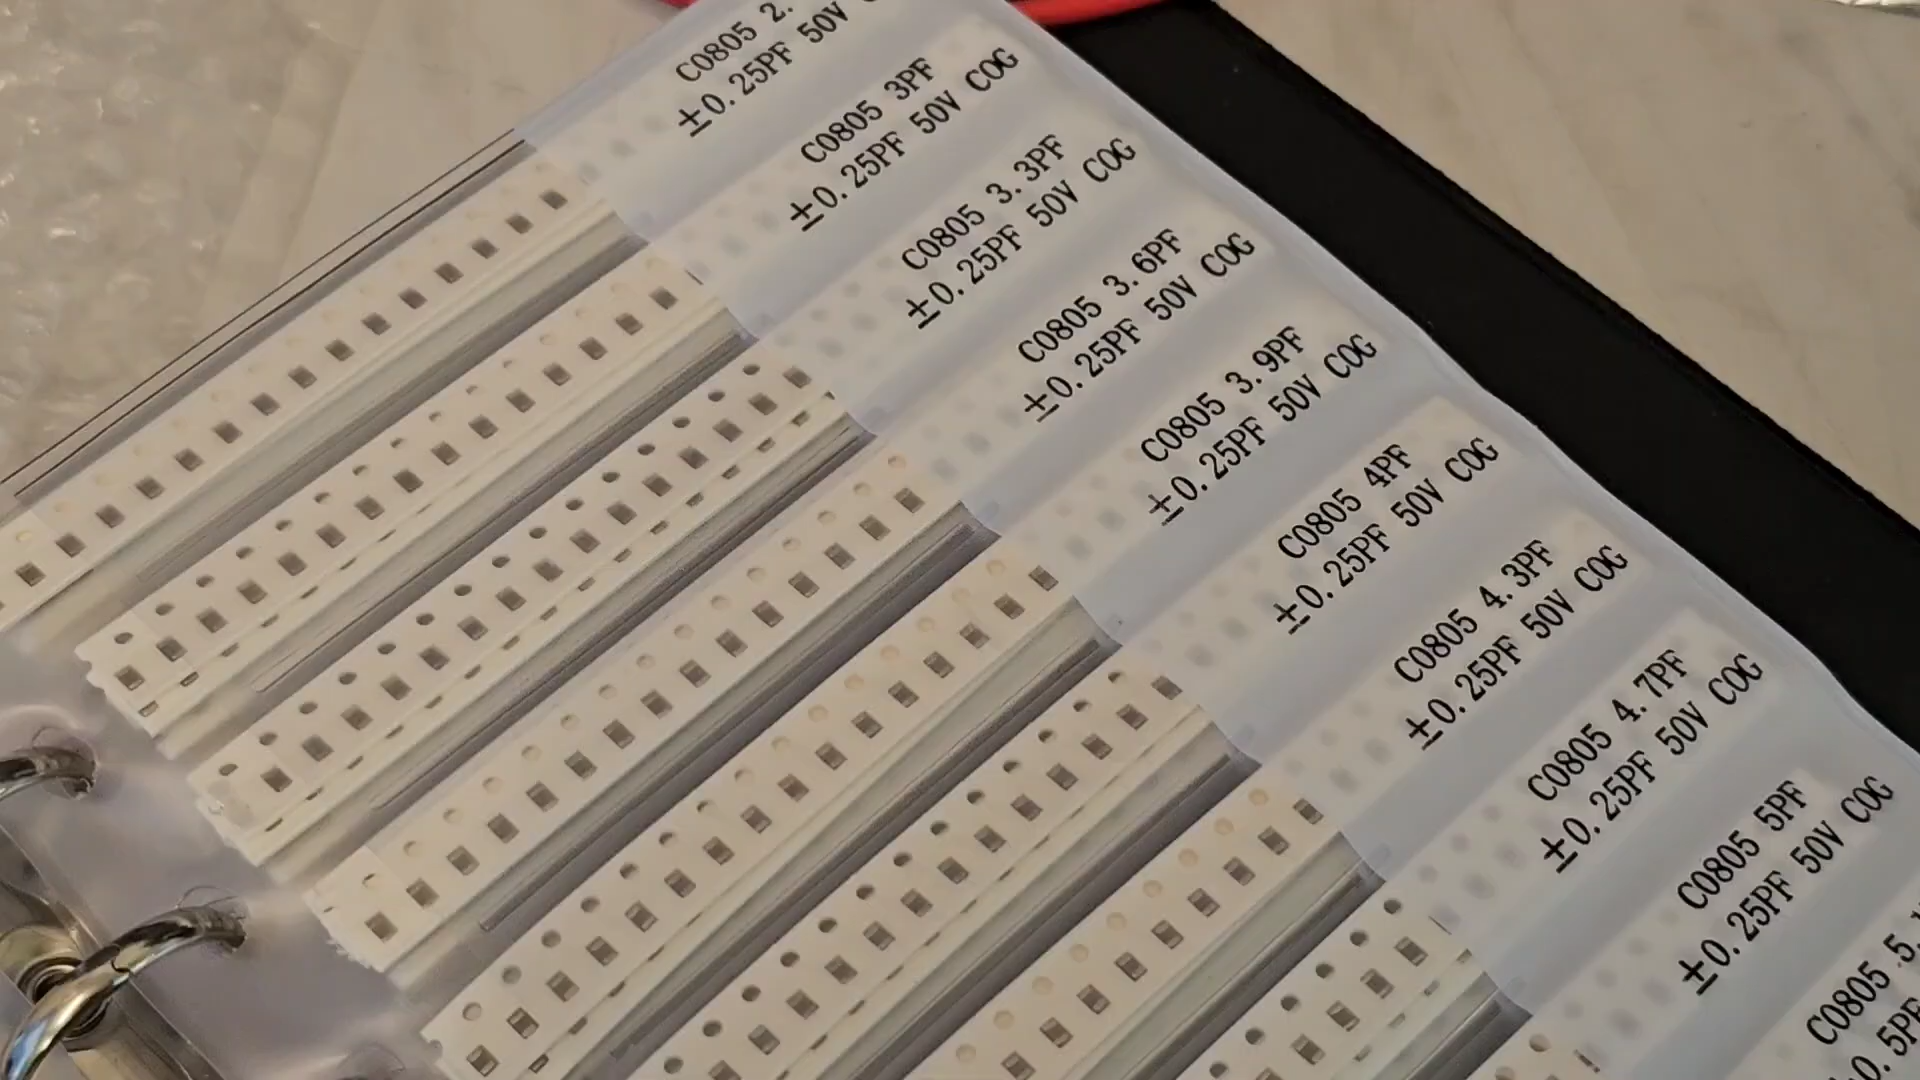 C0805 2.
±0.25PF 50V
C0805 3PF
±0.25PF 50V COG
C0805 3.3PF
±0.25PF 50V COG
C0805 3.6PF
±0.25PF 50V COG
C0805 3.9PF
±0.25PF 50V COG
C0805 4PF
±0.25PF 50V COG
C0805 4.3PF
±0.25PF 50V COG
C0805 4.7PF
±0.25PF 50V COG
C0805 5PF
±0.25PF 50V COG
C0805 5.
0.5PF